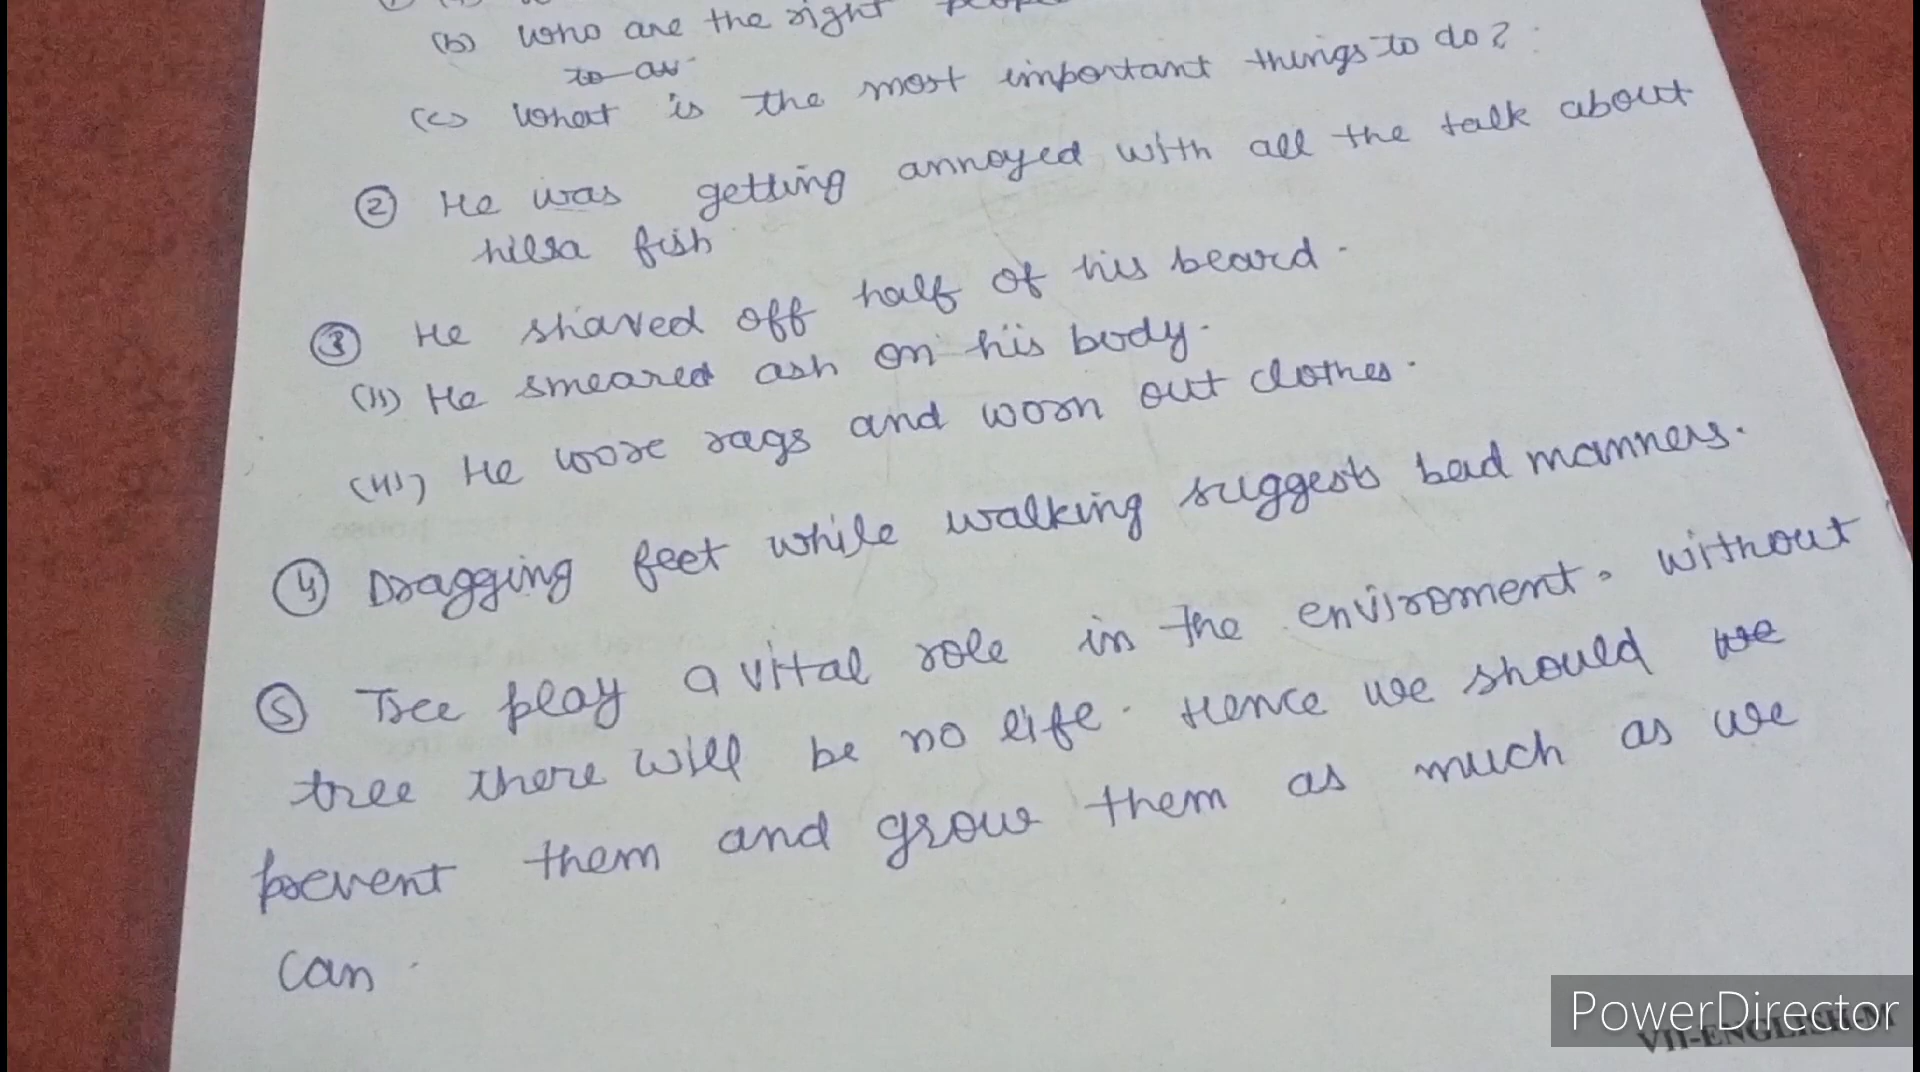 (b) who are the right
to as
(c) What is the most important things to do?
② He was getting annoyed with all the talk about
hilsa fish
③ He shaved off half of his beard.
(ii) He smeared ash on his body.
(iii) He wore rags and worn out clothes.
④ Dragging feet while walking suggests bad manners.
⑤ Tree play a vital role in the enviroment. without
tree there will be no life. Hence we should we
prevent them and grow them as much as we
can.
PowerDirector
VII-ENGLISH-M